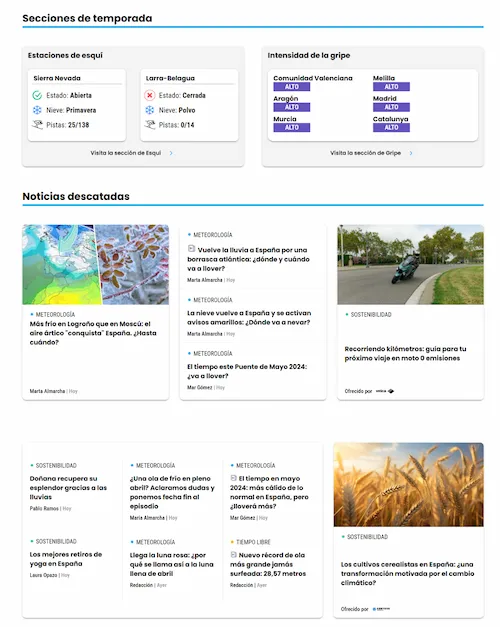 Secciones de temporada
Estaciones de esquí
Sierra Nevada
Estado: Abierta
Nieve: Primavera
Pistas: 25/138
Larra-Belagua
Estado: Cerrada
Nieve: Polvo
Pistas: 0/14
Visita la sección de Esquí
Intensidad de la gripe
Comunidad Valenciana
ALTO
Melilla
ALTO
Aragón
ALTO
Madrid
ALTO
Murcia
ALTO
Catalunya
ALTO
Visita la sección de Gripe
Noticias descatadas
METEOROLOGÍA
Más frío en Logroño que en Moscú: el
aire ártico "conquista" España. ¿Hasta
cuándo?
Marta Almarcha | Hoy
METEOROLOGÍA
Vuelve la lluvia a España por una
borrasca atlántica: ¿dónde y cuándo
va a llover?
Marta Almarcha | Hoy
METEOROLOGÍA
La nieve vuelve a España y se activan
avisos amarillos: ¿Dónde va a nevar?
Marta Almarcha | Hoy
METEOROLOGÍA
El tiempo este Puente de Mayo 2024:
¿va a llover?
Mar Gómez | Hoy
SOSTENIBILIDAD
Recorriendo kilómetros: guía para tu
próximo viaje en moto 0 emisiones
Ofrecido por
SOSTENIBILIDAD
Doñana recupera su
esplendor gracias a las
lluvias
Pablo Ramos | Hoy
METEOROLOGÍA
¿Una ola de frío en pleno
abril? Aclaramos dudas y
ponemos fecha fin al
episodio
Marta Almarcha | Hoy
METEOROLOGÍA
El tiempo en mayo
2024: más cálido de lo
normal en España, pero
¿lloverá más?
Mar Gómez | Hoy
SOSTENIBILIDAD
Los mejores retiros de
yoga en España
Laura Opazo | Hoy
METEOROLOGÍA
Llega la luna rosa: ¿por
qué se llama así a la luna
llena de abril?
Redacción | Ayer
TIEMPO LIBRE
Nuevo récord de ola
más grande jamás
surfeada: 28,57 metros
Redacción | Ayer
SOSTENIBILIDAD
Los cultivos cerealistas en España: ¿una
transformación motivada por el cambio
climático?
Ofrecido por